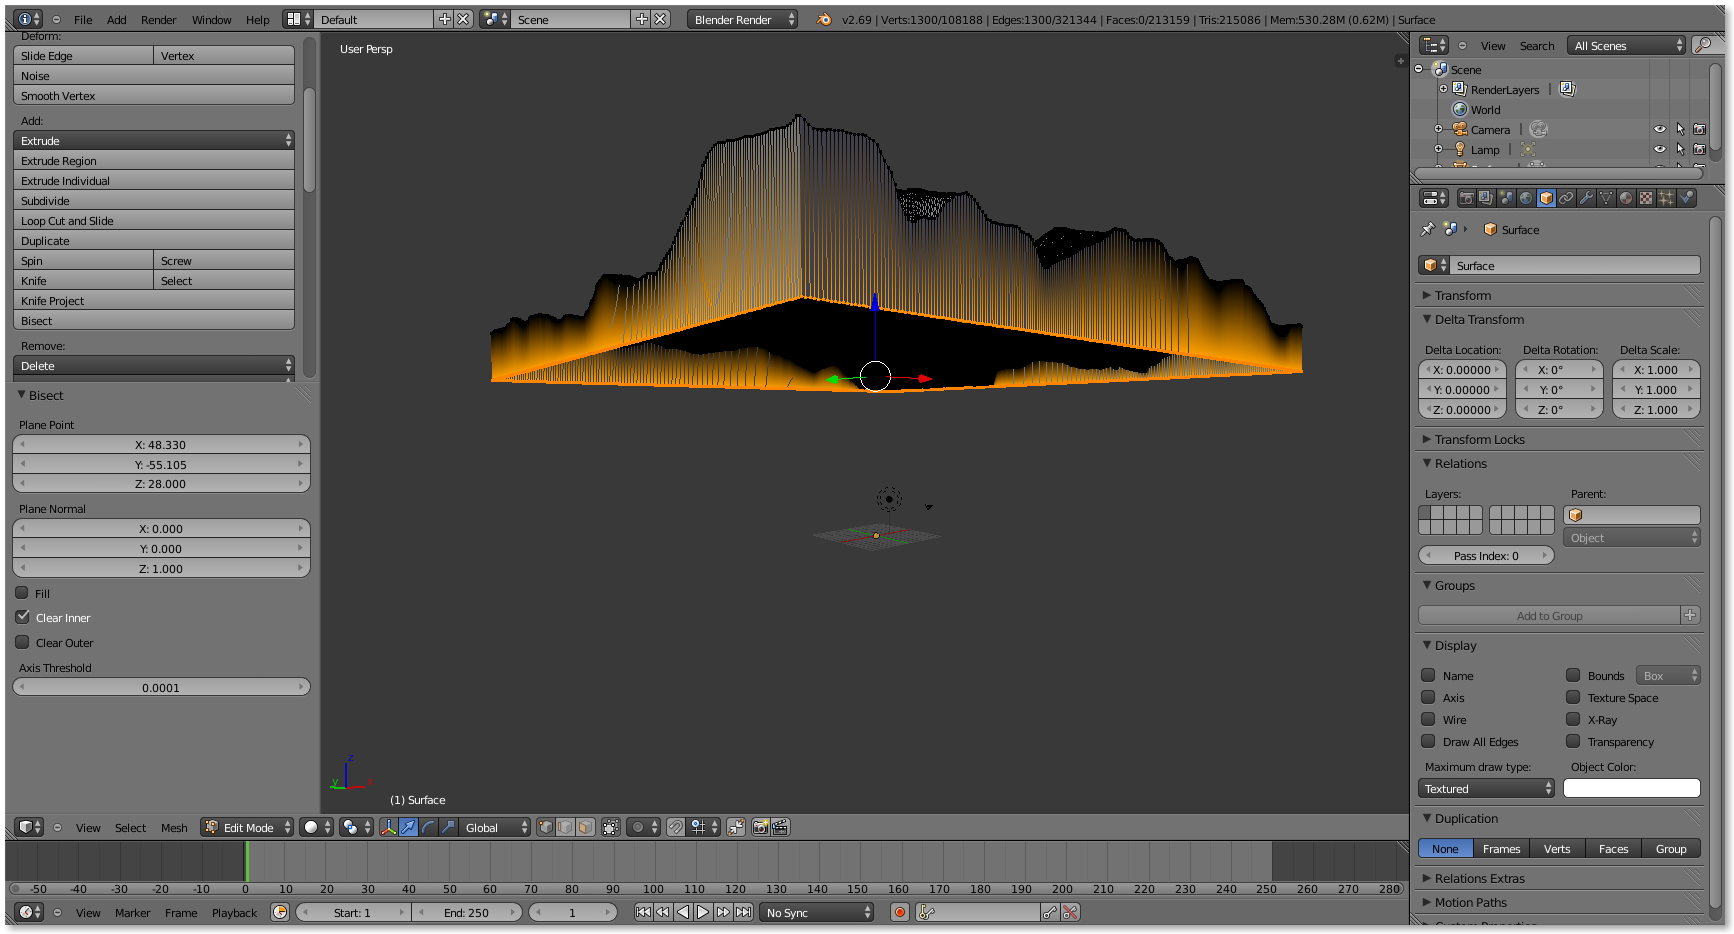 File Add Render Window Help Default Scene Blender Render v2.69 | Verts:1300/108188 | Edges:1300/321344 | Faces:0/213159 | Tris:215086 | Mem:530.28M (0.62M) | Surface
Deform:
Slide Edge Vertex
Noise
Smooth Vertex
Add:
Extrude
Extrude Region
Extrude Individual
Subdivide
Loop Cut and Slide
Duplicate
Spin Screw
Knife Select
Knife Project
Bisect
Remove:
Delete
Bisect
Plane Point
X: 48.330
Y: -55.105
Z: 28.000
Plane Normal
X: 0.000
Y: 0.000
Z: 1.000
Fill
Clear Inner
Clear Outer
Axis Threshold
0.0001
User Persp
z
y
x
(1) Surface
View Select Mesh Edit Mode Global
-50 -40 -30 -20 -10 0 10 20 30 40 50 60 70 80 90 100 110 120 130 140 150 160 170 180 190 200 210 220 230 240 250 260 270 280
View Marker Frame Playback Start: 1 End: 250 1 No Sync
View Search All Scenes
Scene
RenderLayers |
World
Camera |
Lamp |
Surface
Surface
Transform
Delta Transform
Delta Location: Delta Rotation: Delta Scale:
X: 0.00000 X: 0° X: 1.000
Y: 0.00000 Y: 0° Y: 1.000
Z: 0.00000 Z: 0° Z: 1.000
Transform Locks
Relations
Layers: Parent:
Object
Pass Index: 0
Groups
Add to Group
Display
Name Bounds Box
Axis Texture Space
Wire X-Ray
Draw All Edges Transparency
Maximum draw type: Object Color:
Textured
Duplication
None Frames Verts Faces Group
Relations Extras
Motion Paths